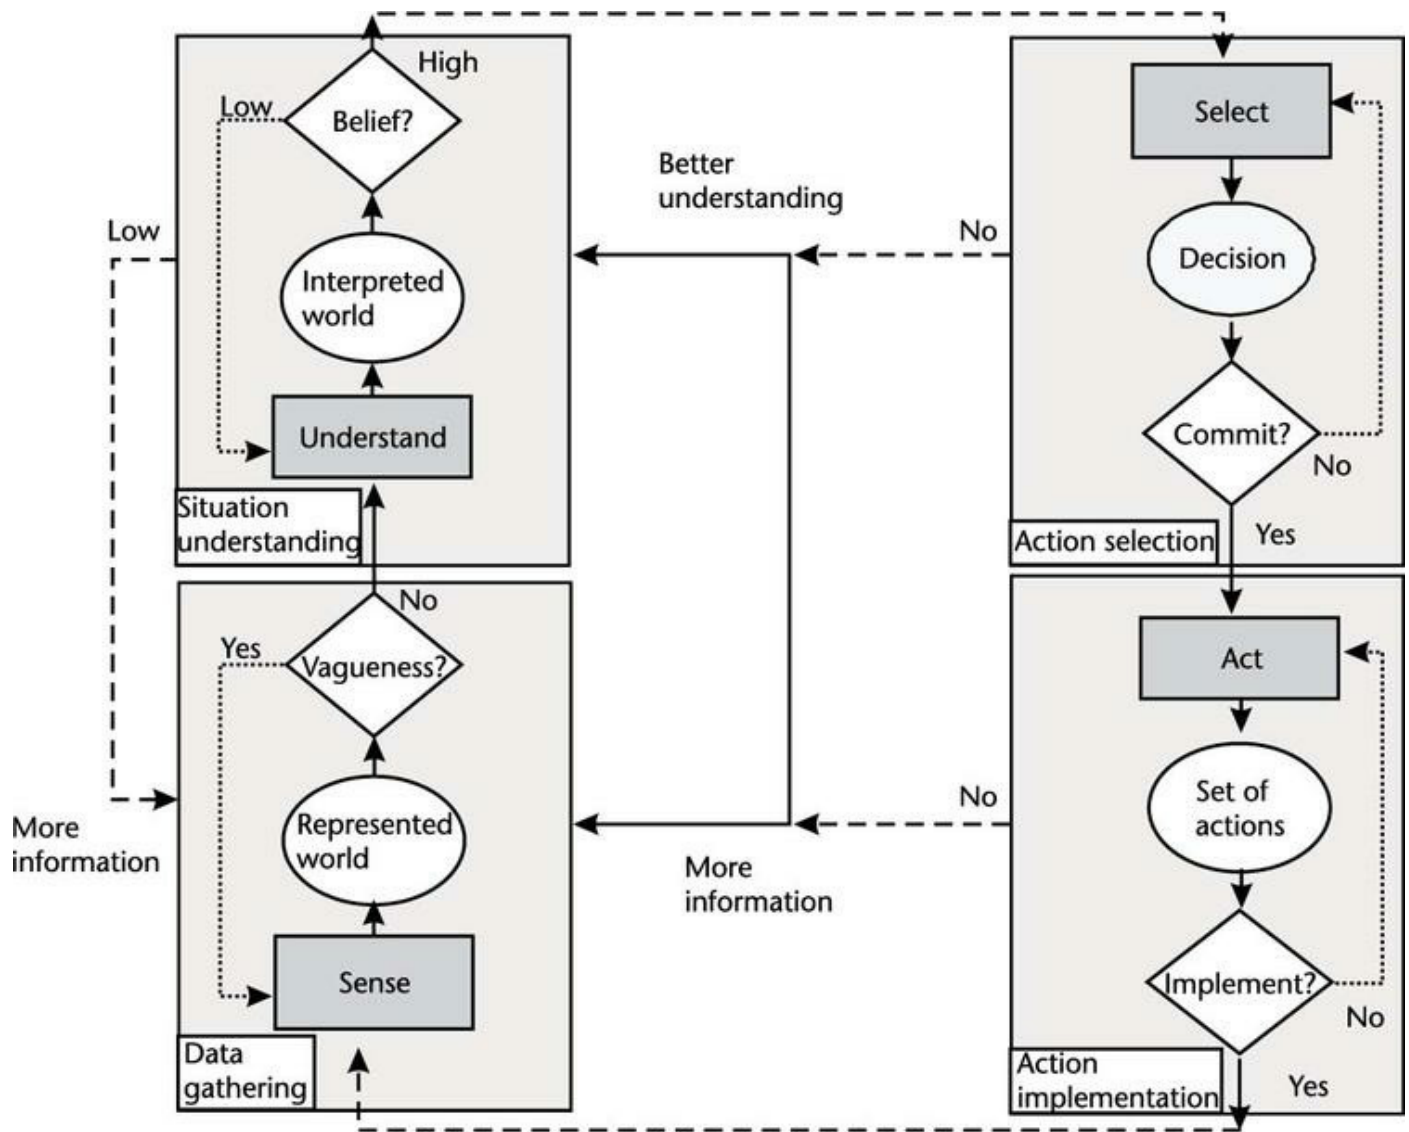 High
Low
Belief?
Select
Better
understanding
Low
No
Interpreted
world
Decision
Understand
Commit?
No
Situation
understanding
Action selection
Yes
No
Yes
Vagueness?
Act
Represented
world
No
Set of
actions
More
information
More
information
Sense
Implement?
No
Data
gathering
Action
implementation
Yes